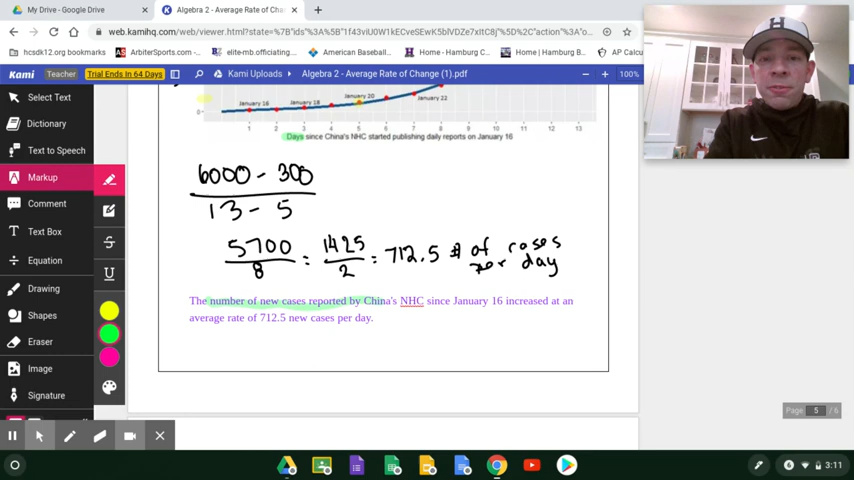 My Drive - Google Drive
Algebra 2 - Average Rate of Cha
web.kamihq.com/web/viewer.html?state=%7B"ids"%3A%5B"1f43viU0W1kECveSEwK5blVDZe7xItC8j"%5D%2C"action"%3A"o...
hcsdk12.org bookmarks
ArbiterSports.com -
elite-mb.officiating...
American Baseball...
Home - Hamburg C
Home | Hamburg B...
AP Calcu
Kami Teacher Trial Ends In 64 Days
Kami Uploads
Algebra 2 - Average Rate of Change (1).pdf
100%
Select Text
Dictionary
Text to Speech
Markup
Comment
Text Box
Equation
Drawing
Shapes
Eraser
Image
Signature
0
January 16
January 18
January 20
January 22
1 2 3 4 5 6 7 8 9 10 11 12 13
Days since China's NHC started publishing daily reports on January 16
6000 - 300
13 - 5
5700 = 1425 = 712.5 # of cases
8 2 per day
The number of new cases reported by China's NHC since January 16 increased at an
average rate of 712.5 new cases per day.
Page 5 / 6
6 3:11